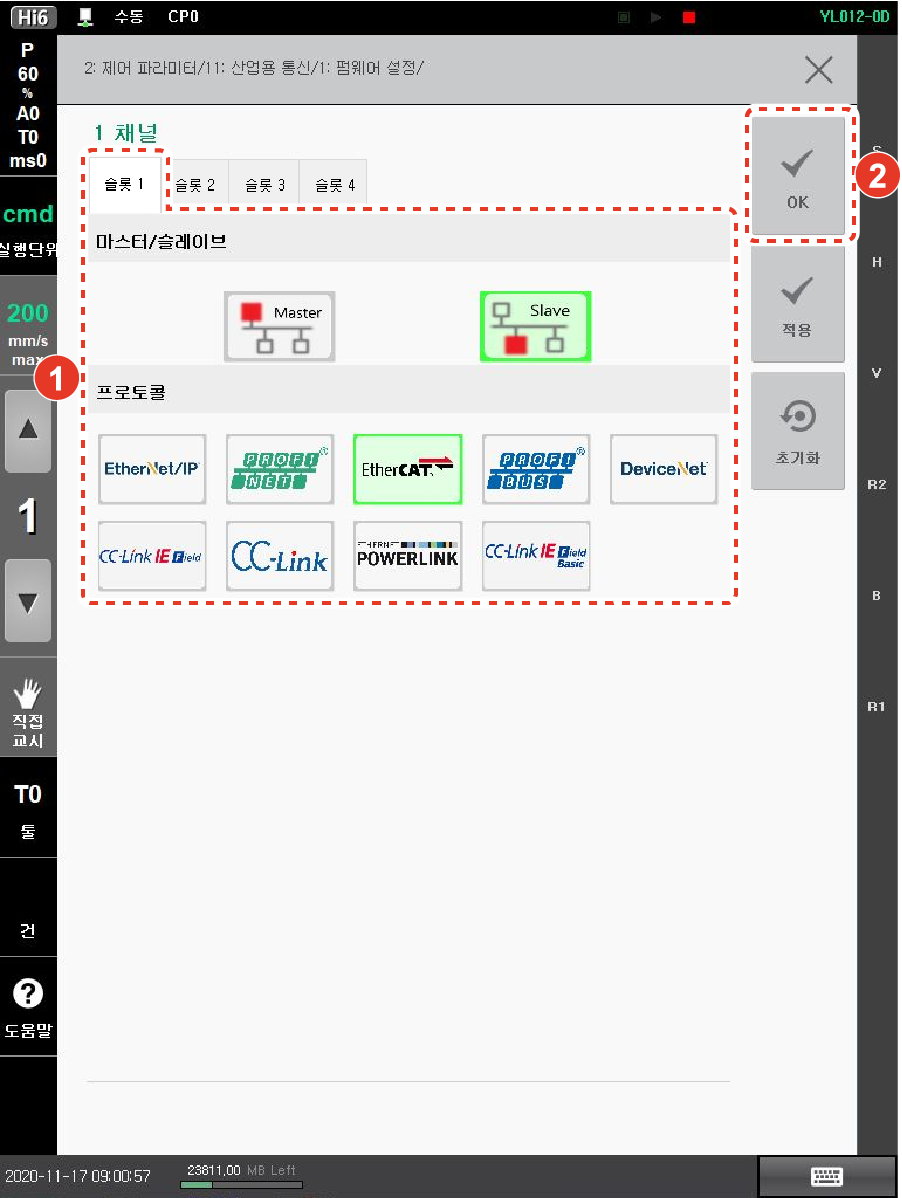 Hi6 수동 CP0 YL012-0D
P
60
%
A0
T0
ms0
cmd
실행단위
200
mm/s
max
1
직접
교시
T0
툴
건
도움말
2: 제어 파라미터/11: 산업용 통신/1: 펌웨어 설정/
1 채널
슬롯 1 슬롯 2 슬롯 3 슬롯 4
마스터/슬레이브
Master Slave
1
프로토콜
EtherNet/IP PROFI NET EtherCAT PROFI BUS DeviceNet
CC-Link IE Field CC-Link ETHERNET POWERLINK CC-Link IE Field Basic
OK
2
적용
초기화
S
H
V
R2
B
R1
2020-11-17 09:00:57 23811,00 MB Left